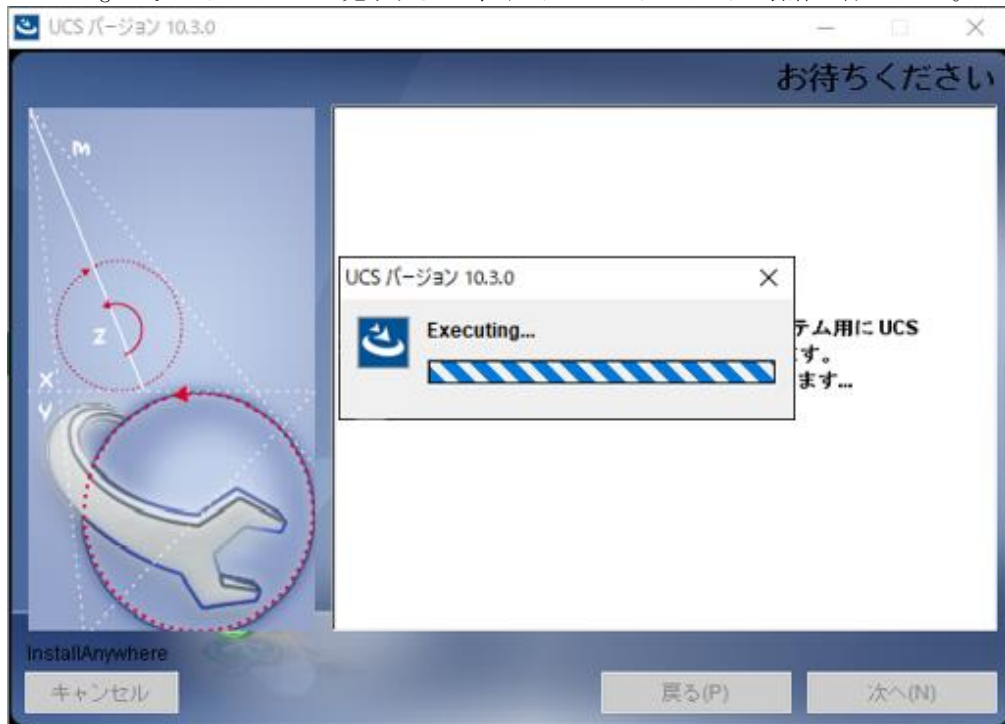 UCS バージョン 10.3.0
お待ちください
M
Z
X
Y
UCS バージョン 10.3.0
Executing...
テム用に UCS
す。
ます...
InstallAnywhere
キャンセル
戻る(P)
次へ(N)